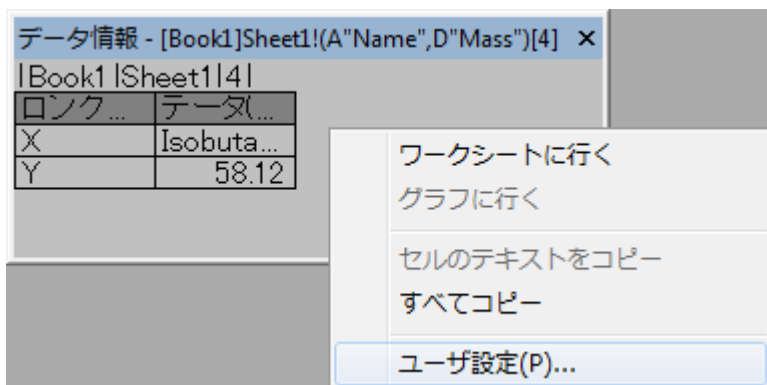 データ情報 - [Book1]Sheet1!(A"Name",D"Mass")[4] ×
|Book1 |Sheet1|4|
ロング... データ(...
X Isobuta...
Y 58.12
ワークシートに行く
グラフに行く
セルのテキストをコピー
すべてコピー
ユーザ設定(P)...